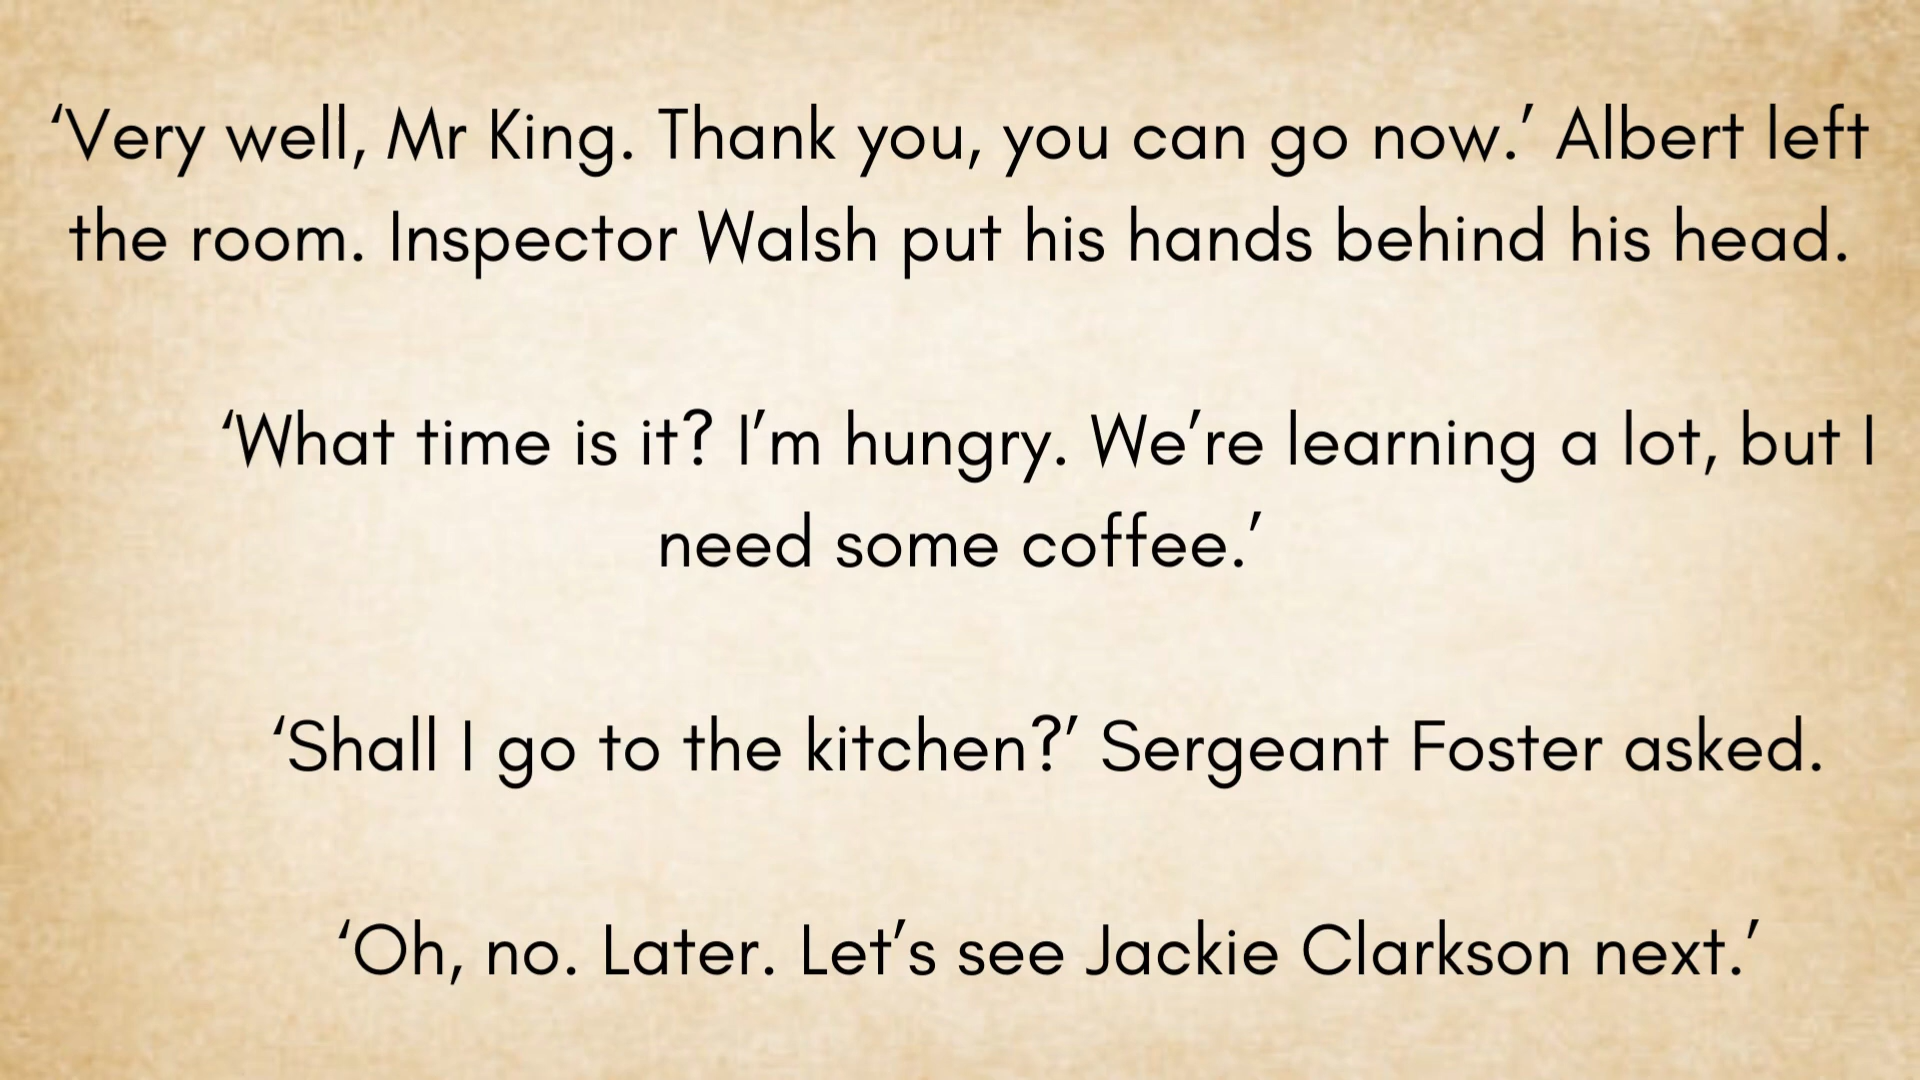 ‘Very well, Mr King. Thank you, you can go now.’ Albert left
the room. Inspector Walsh put his hands behind his head.
‘What time is it? I’m hungry. We’re learning a lot, but I
need some coffee.’
‘Shall I go to the kitchen?’ Sergeant Foster asked.
‘Oh, no. Later. Let’s see Jackie Clarkson next.’